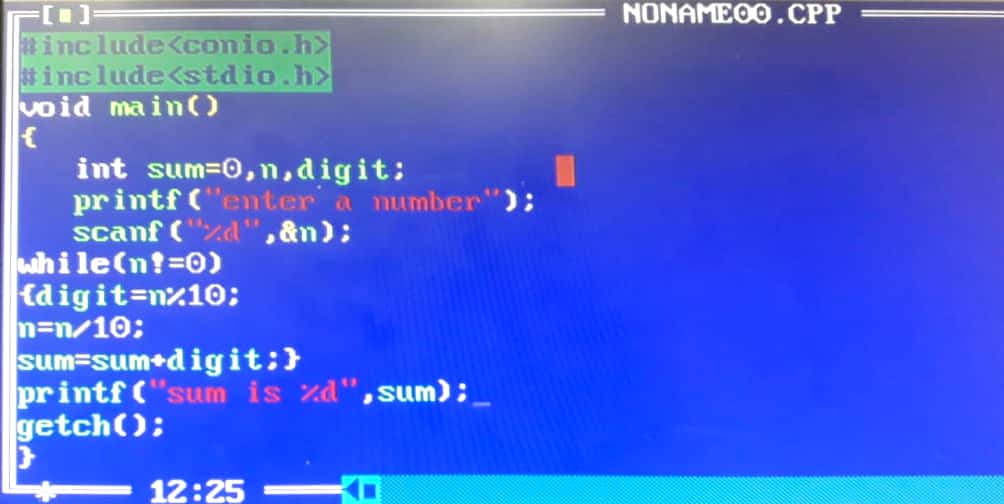 [■] NONAME00.CPP
#include<conio.h>
#include<stdio.h>
void main()
{
int sum=0,n,digit;
printf("enter a number");
scanf("%d",&n);
while(n!=0)
{digit=n%10;
n=n/10;
sum=sum+digit;}
printf("sum is %d",sum);_
getch();
}
* 12:25